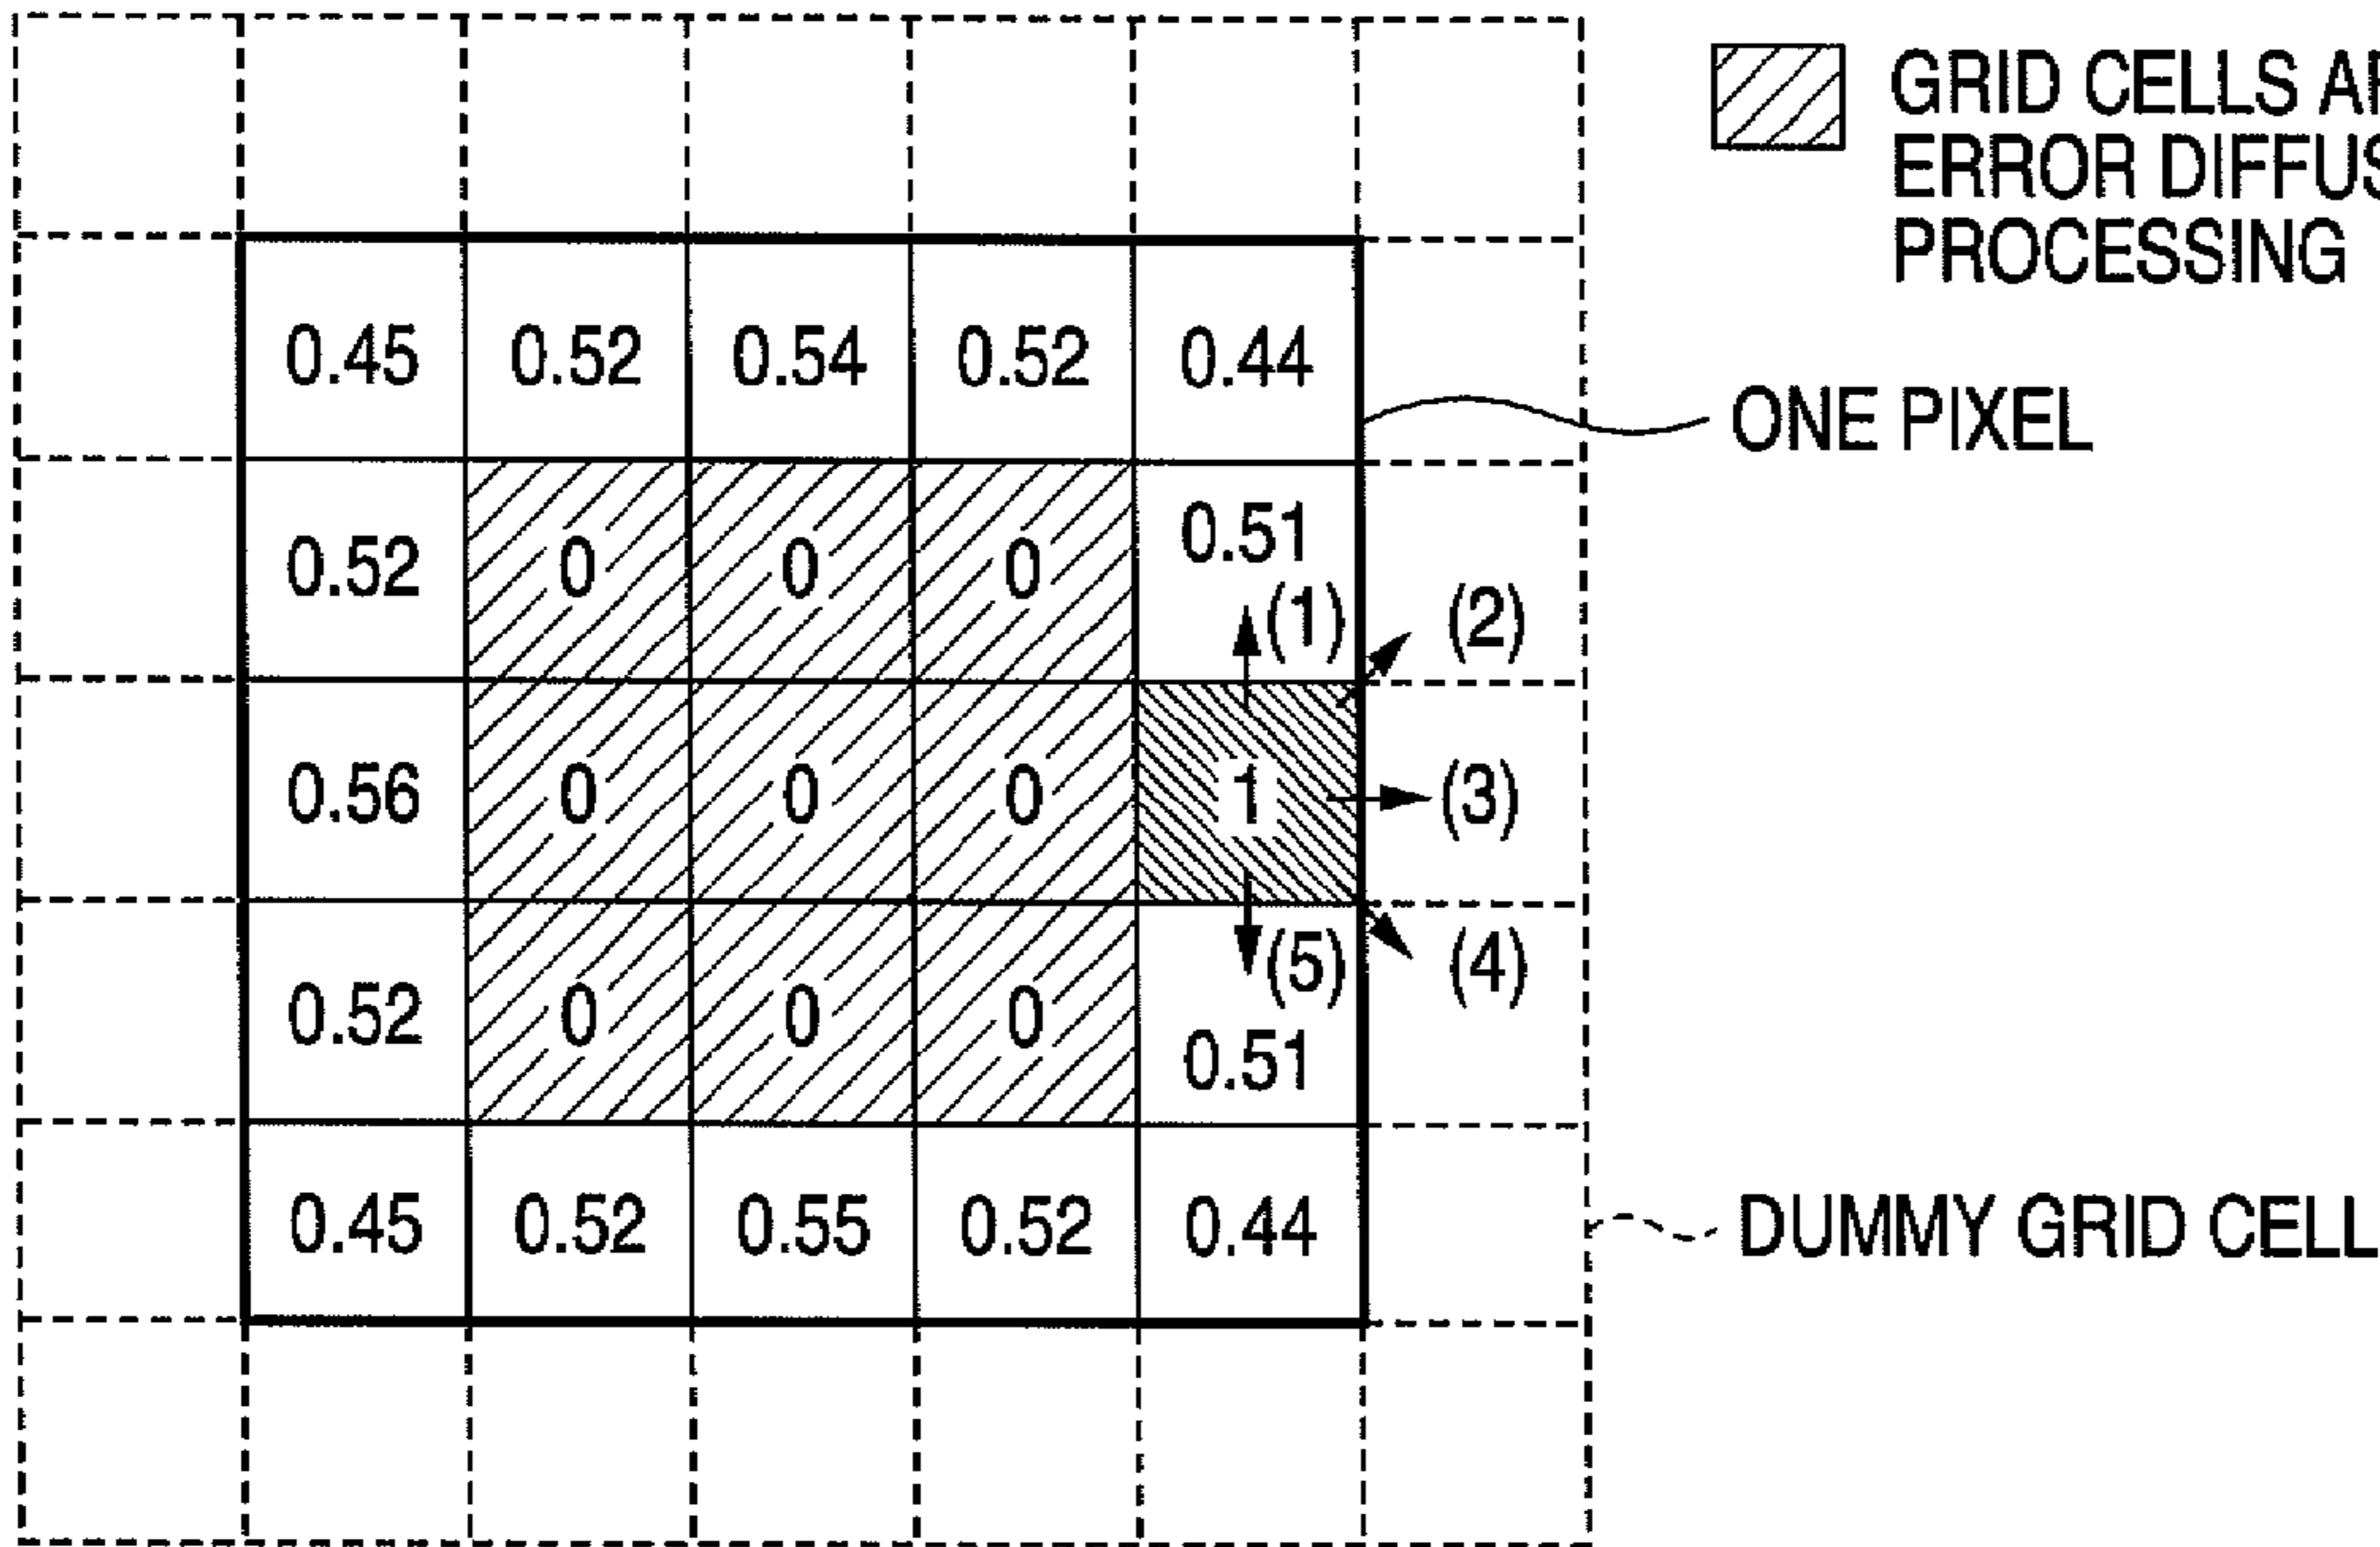 GRID CELLS
ERROR
PROCESSING
0.45 0.52 0.54 0.52 0.44
ONE PIXEL
0.52 0 0 0 0.51
(1) (2)
0.56 0 0 0 1 (3)
(5) (4)
0.52 0 0 0 0.51
0.45 0.52 0.55 0.52 0.44
DUMMY GRID CELL